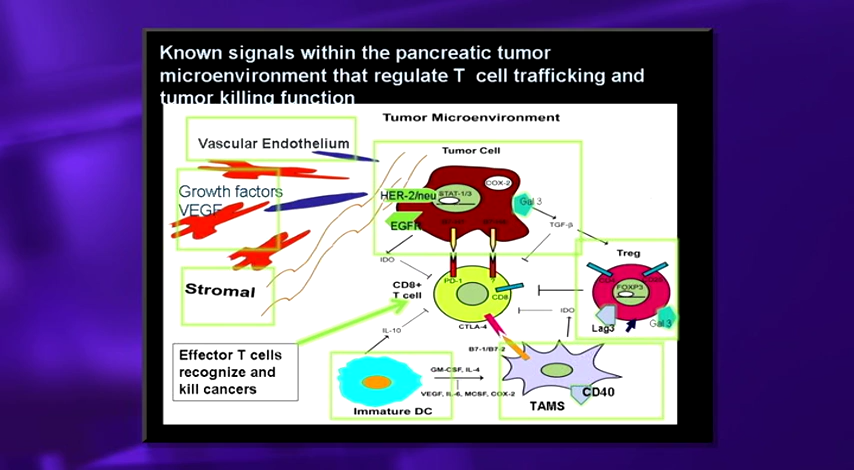 Known signals within the pancreatic tumor
microenvironment that regulate T cell trafficking and
tumor killing function
Tumor Microenvironment
Vascular Endothelium
Tumor Cell
COX-2
Growth factors
VEGF
HER-2/neu
STAT-1/3
Gal 3
EGFR
TGF-β
IDO
Treg
Stromal
CD8+
T cell
PD-1
CD8
FOXP3
CTLA-4
IDO
Lag3
Gal 3
IL-10
B7-1/B7-2
Effector T cells
recognize and
kill cancers
GM-CSF, IL-4
VEGF, IL-6, MCSF, COX-2
CD40
TAMS
Immature DC